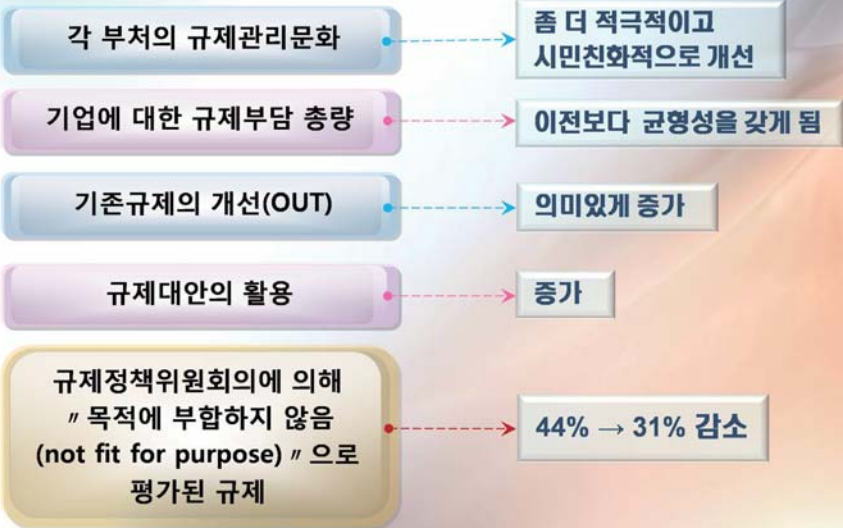 각 부처의 규제관리문화
좀 더 적극적이고
시민친화적으로 개선
기업에 대한 규제부담 총량
이전보다 균형성을 갖게 됨
기존규제의 개선(OUT)
의미있게 증가
규제대안의 활용
증가
규제정책위원회의에 의해
〃목적에 부합하지 않음
(not fit for purpose)〃으로
평가된 규제
44% → 31% 감소